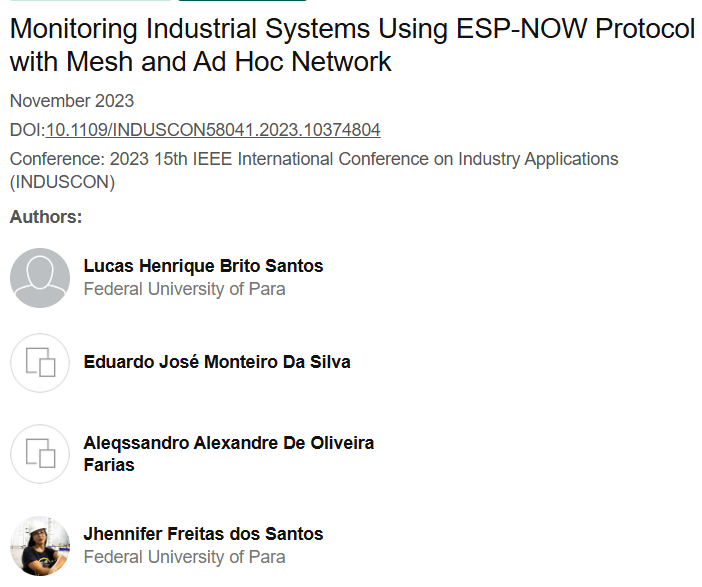 Monitoring Industrial Systems Using ESP-NOW Protocol
with Mesh and Ad Hoc Network
November 2023
DOI:10.1109/INDUSCON58041.2023.10374804
Conference: 2023 15th IEEE International Conference on Industry Applications
(INDUSCON)
Authors:
Lucas Henrique Brito Santos
Federal University of Para
Eduardo José Monteiro Da Silva
Aleqssandro Alexandre De Oliveira
Farias
Jhennifer Freitas dos Santos
Federal University of Para